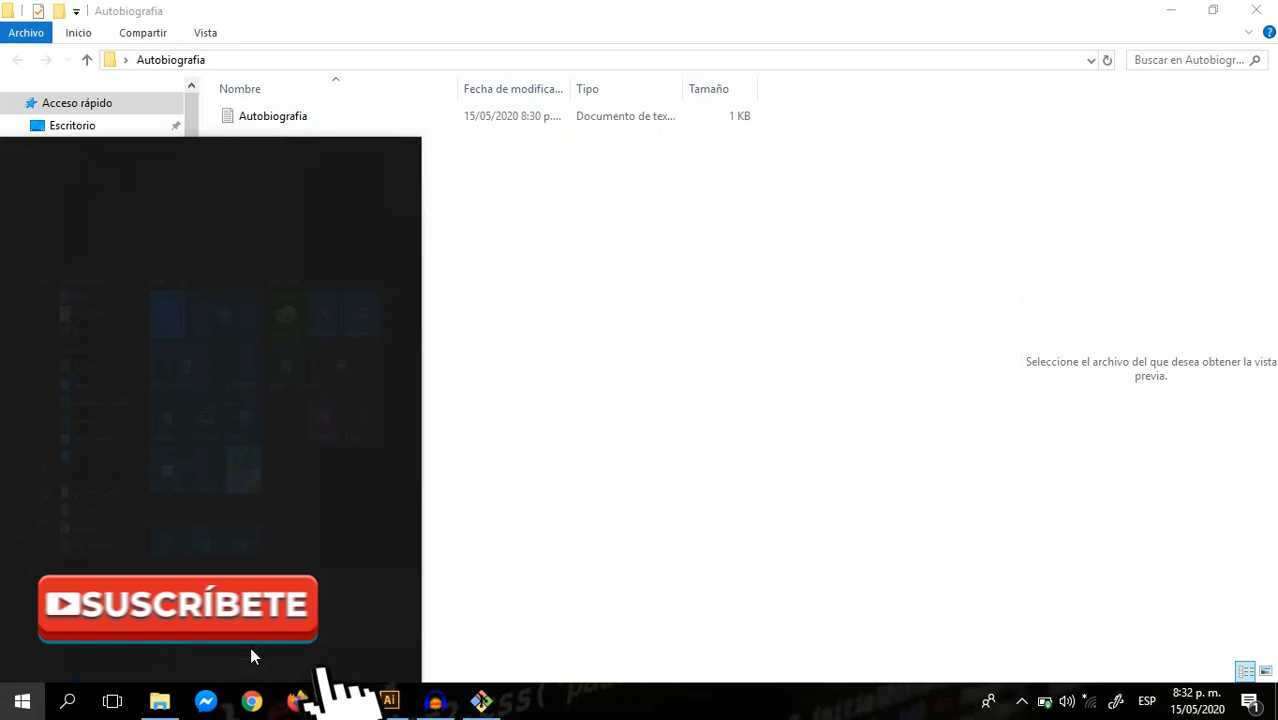 Autobiografia
Archivo Inicio Compartir Vista
Autobiografia
Buscar en Autobiogr...
Acceso rápido
Escritorio
Nombre Fecha de modifica... Tipo Tamaño
Autobiografia 15/05/2020 8:30 p.... Documento de tex... 1 KB
Seleccione el archivo del que desea obtener la vista
previa.
SUSCRÍBETE
Ai
ESP
8:32 p. m.
15/05/2020
1